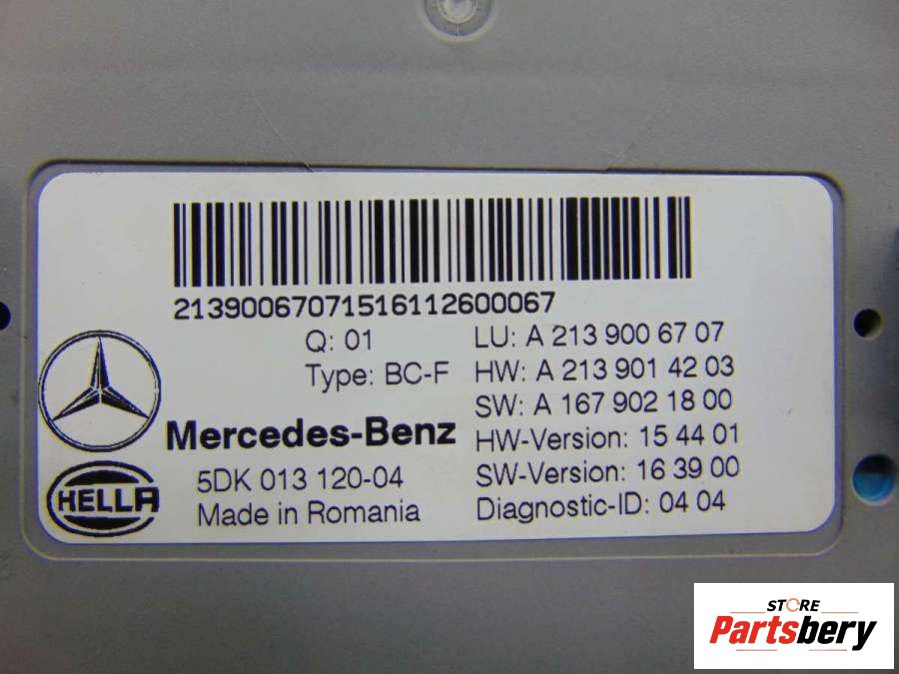 21390067071516112600067
Q: 01
Type: BC-F
LU: A 213 900 67 07
HW: A 213 901 42 03
SW: A 167 902 18 00
HW-Version: 15 44 01
SW-Version: 16 39 00
Diagnostic-ID: 04 04
Mercedes-Benz
5DK 013 120-04
Made in Romania
HELLA
STORE
Partsbery